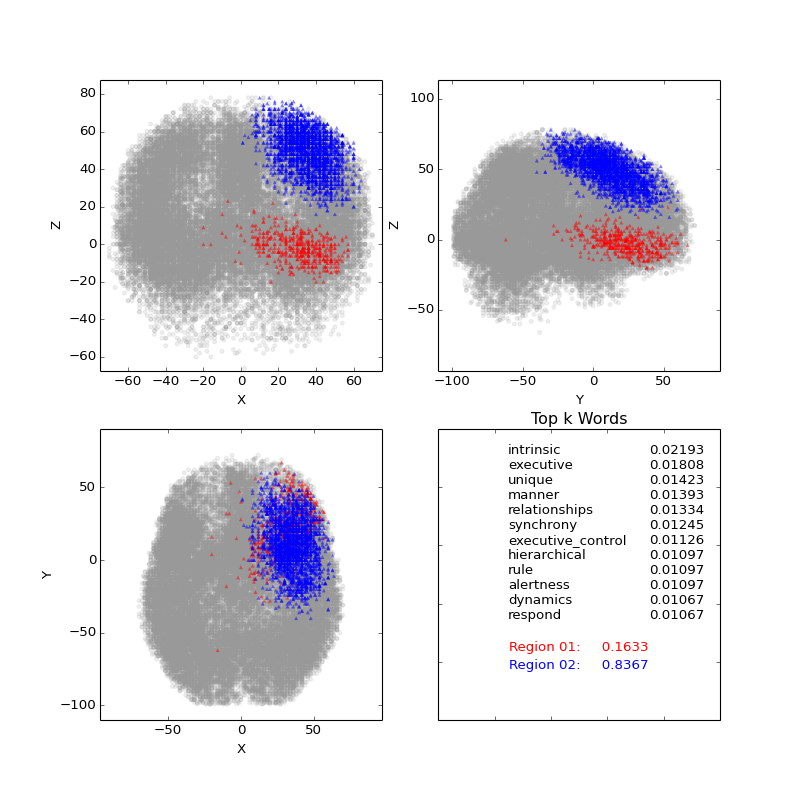 80
60
40
20
0
−20
−40
−60
Z
−60 −40 −20 0 20 40 60
X
100
50
0
−50
Z
−100 −50 0 50
Y
50
0
−50
−100
Y
−50 0 50
X
Top k Words
intrinsic 0.02193
executive 0.01808
unique 0.01423
manner 0.01393
relationships 0.01334
synchrony 0.01245
executive_control 0.01126
hierarchical 0.01097
rule 0.01097
alertness 0.01097
dynamics 0.01067
respond 0.01067
Region 01: 0.1633
Region 02: 0.8367